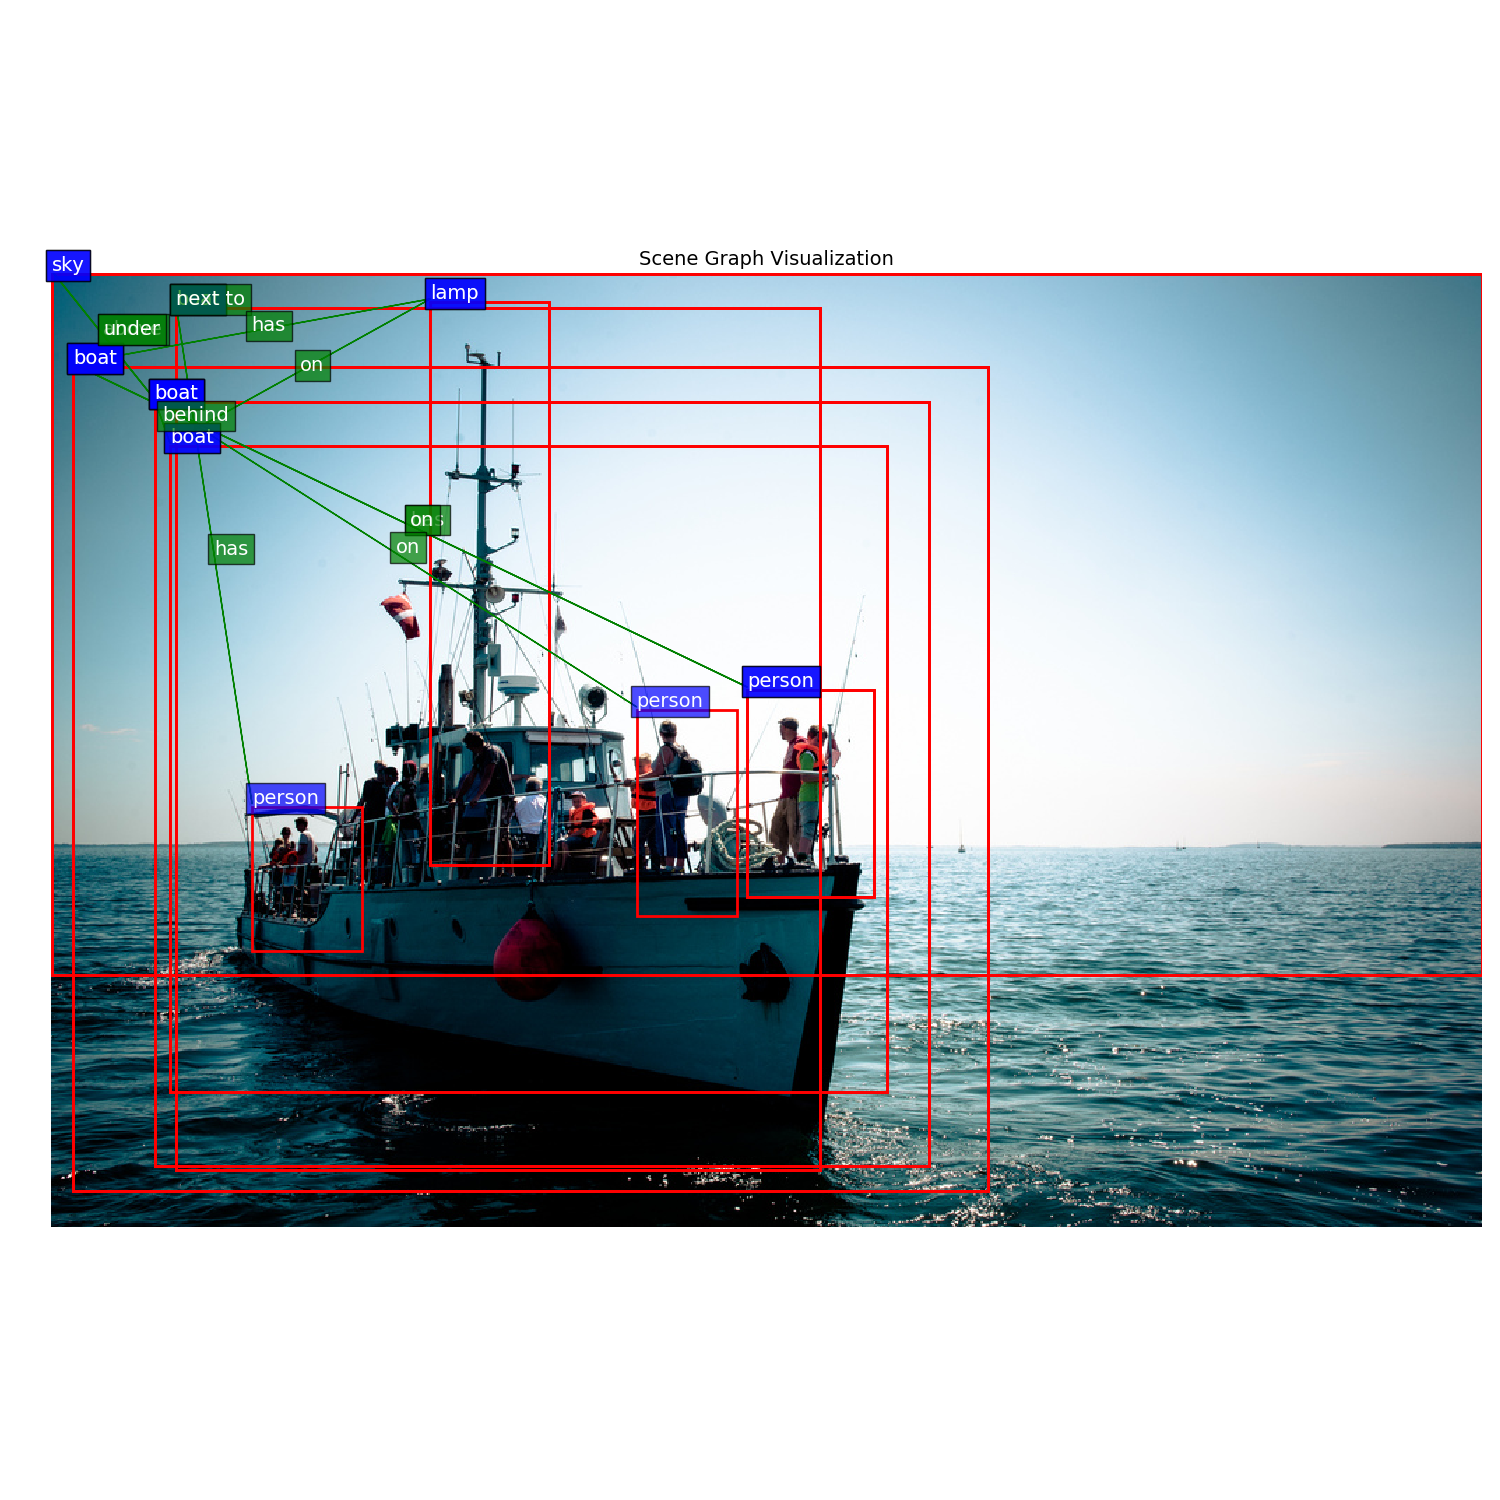 Scene Graph Visualization
sky
lamp
next to
has
under
boat
on
boat
behind
boat
on
on
has
person
person
person